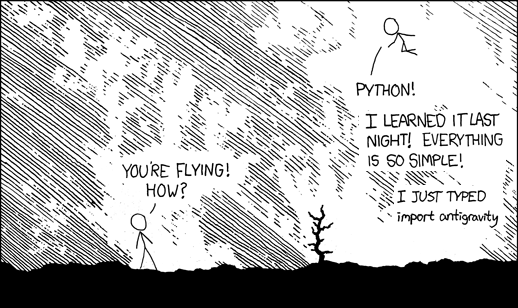 YOU'RE FLYING!
HOW?
PYTHON!
I LEARNED IT LAST
NIGHT! EVERYTHING
IS SO SIMPLE!
I JUST TYPED
import antigravity